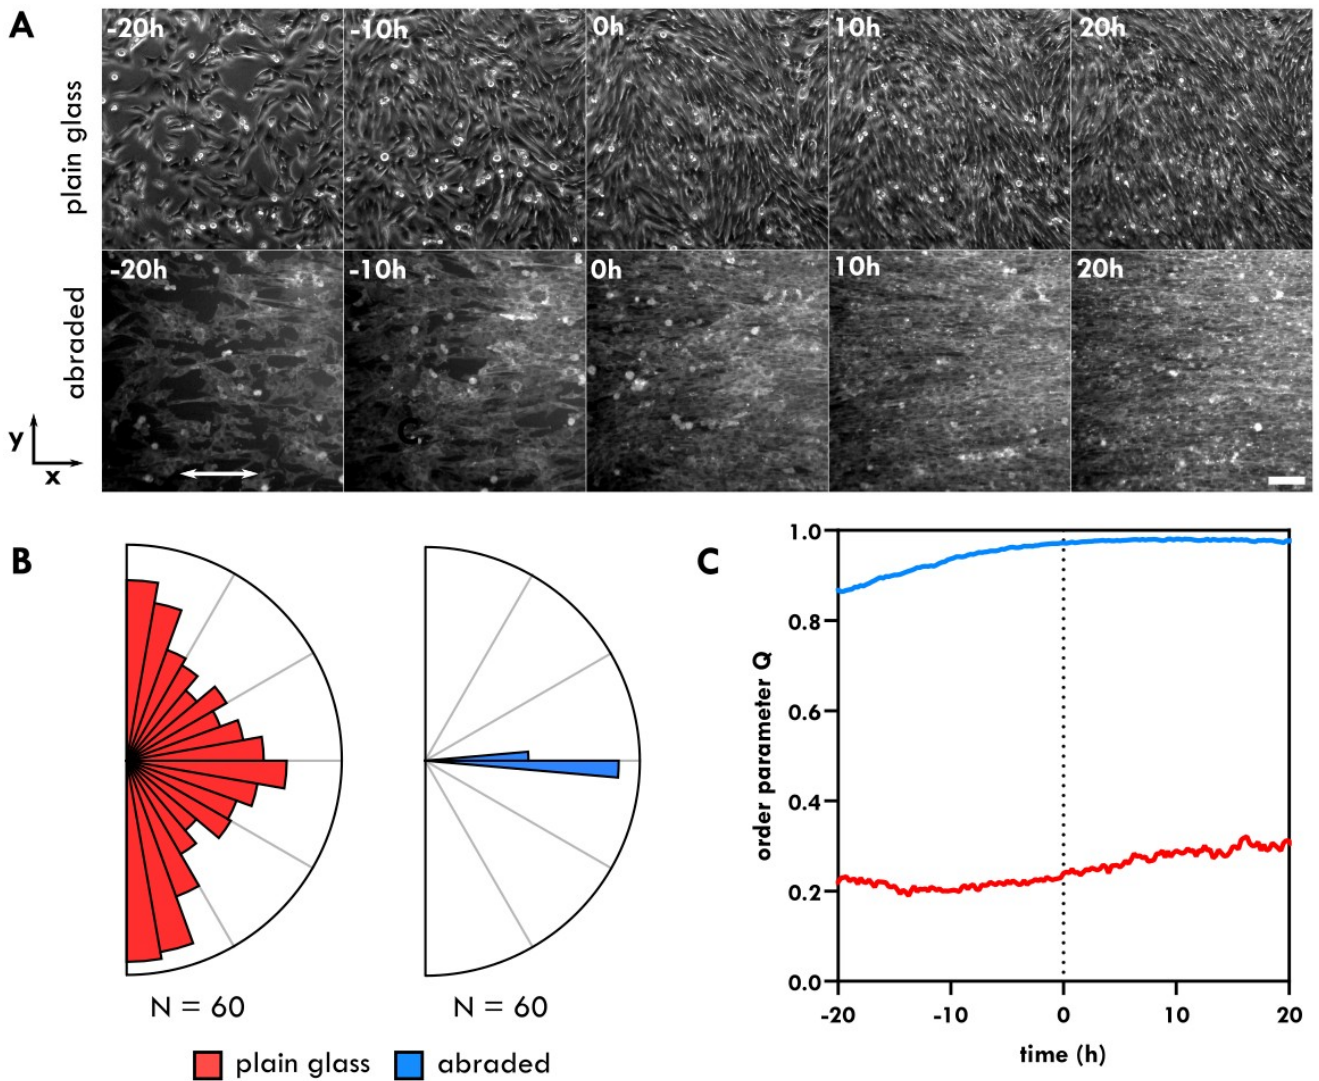 A
-20h
-10h
0h
10h
20h
plain glass
-20h
-10h
0h
10h
20h
abraded
C
y
x
B
N = 60
N = 60
plain glass
abraded
C
1.0
0.8
0.6
0.4
0.2
0.0
order parameter Q
-20
-10
0
10
20
time (h)